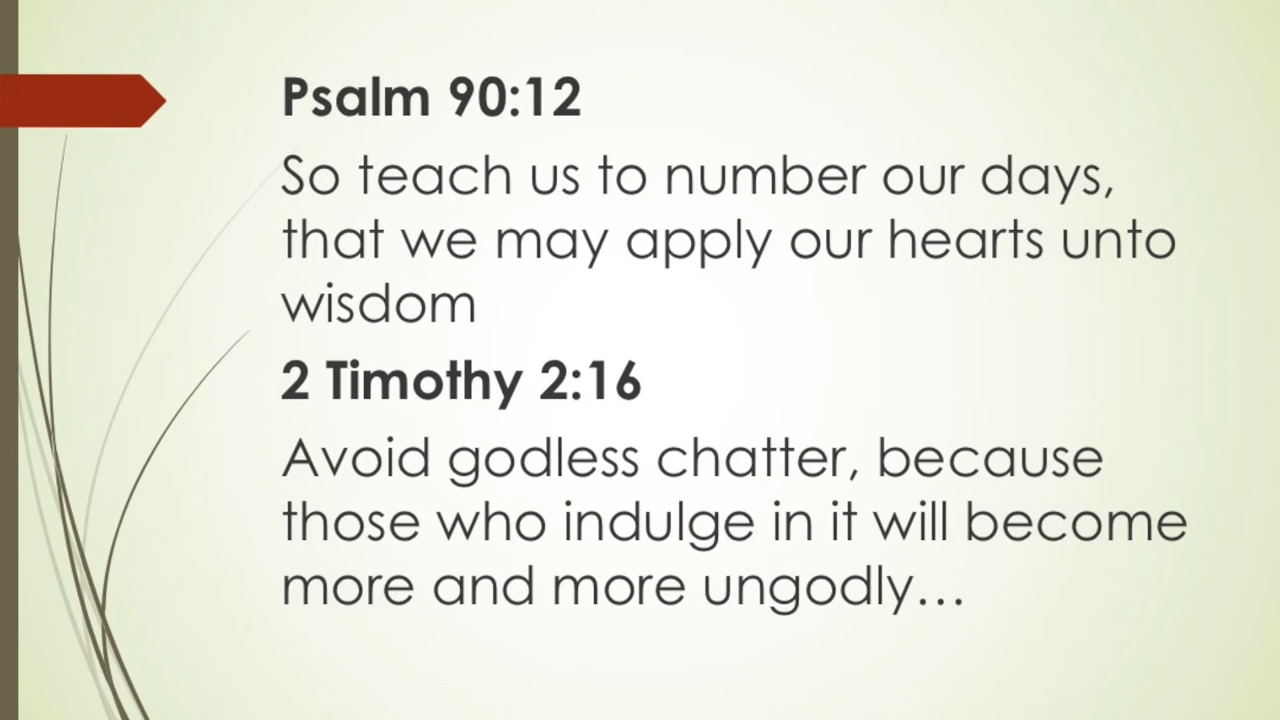 Psalm 90:12
So teach us to number our days,
that we may apply our hearts unto
wisdom
2 Timothy 2:16
Avoid godless chatter, because
those who indulge in it will become
more and more ungodly…